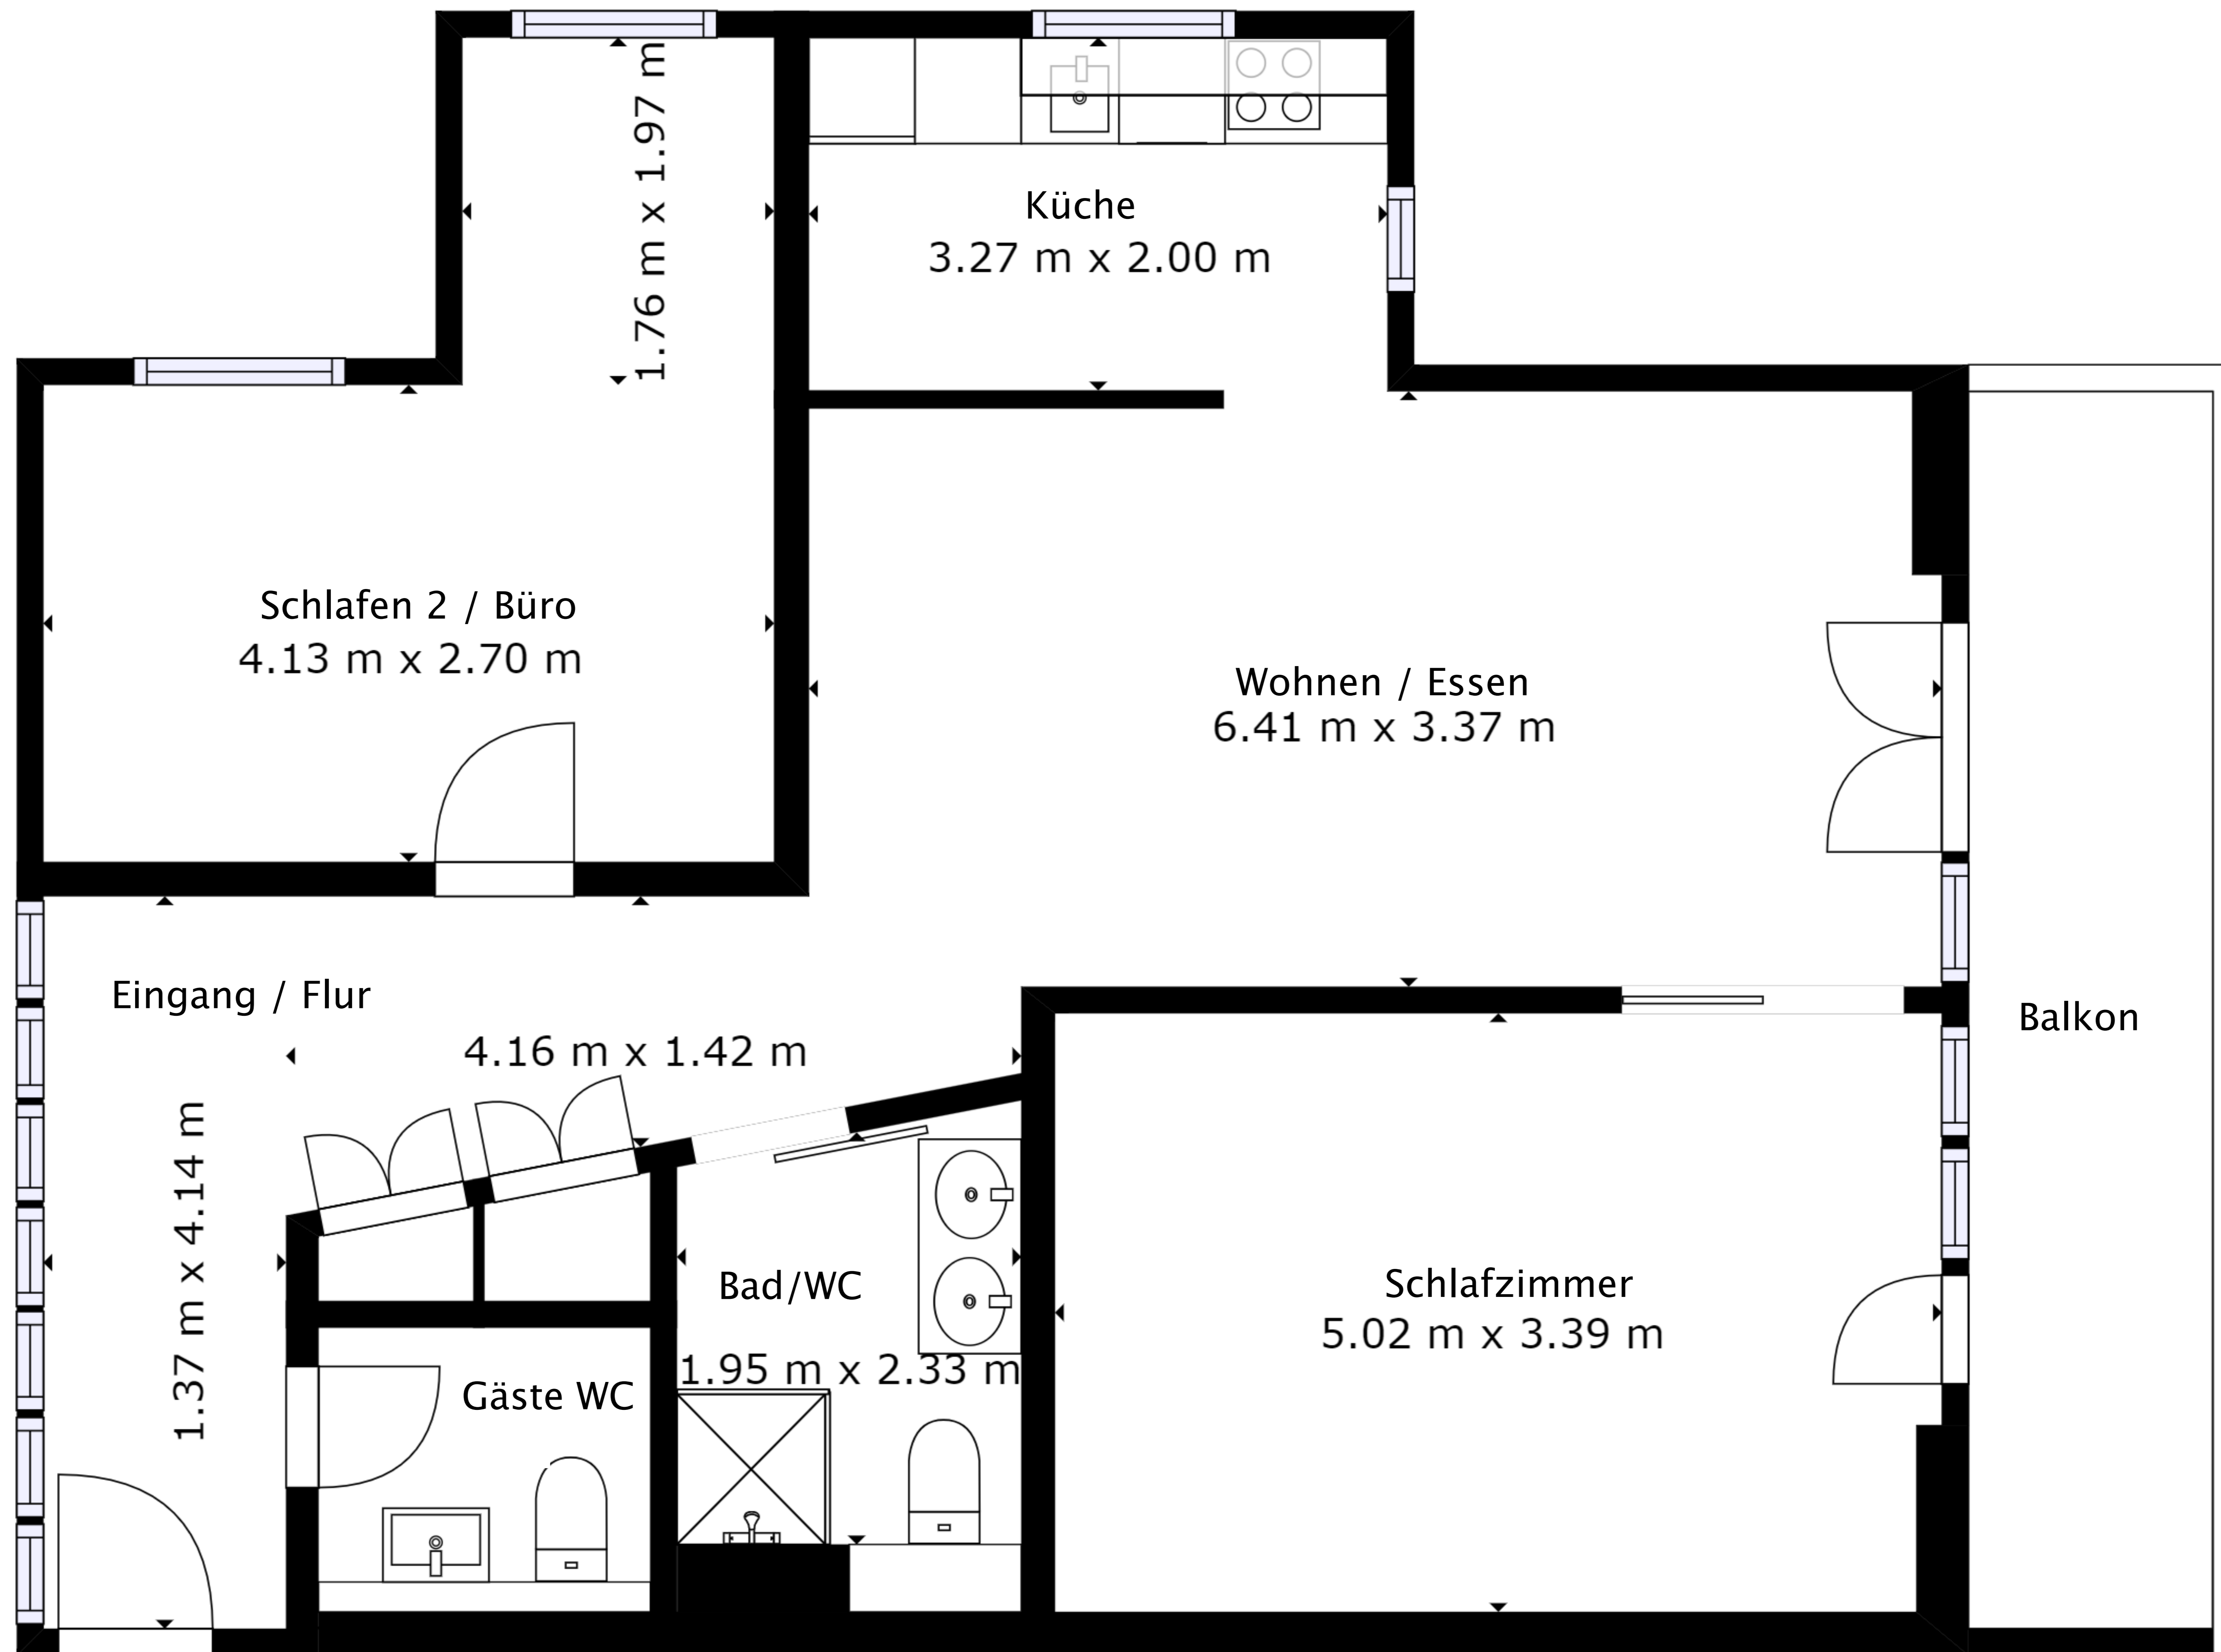 1.76 m x 1.97 m
Küche
3.27 m x 2.00 m
Schlafen 2 / Büro
4.13 m x 2.70 m
Wohnen / Essen
6.41 m x 3.37 m
Eingang / Flur
4.16 m x 1.42 m
1.37 m x 4.14 m
Balkon
Bad/WC
1.95 m x 2.33 m
Gäste WC
Schlafzimmer
5.02 m x 3.39 m